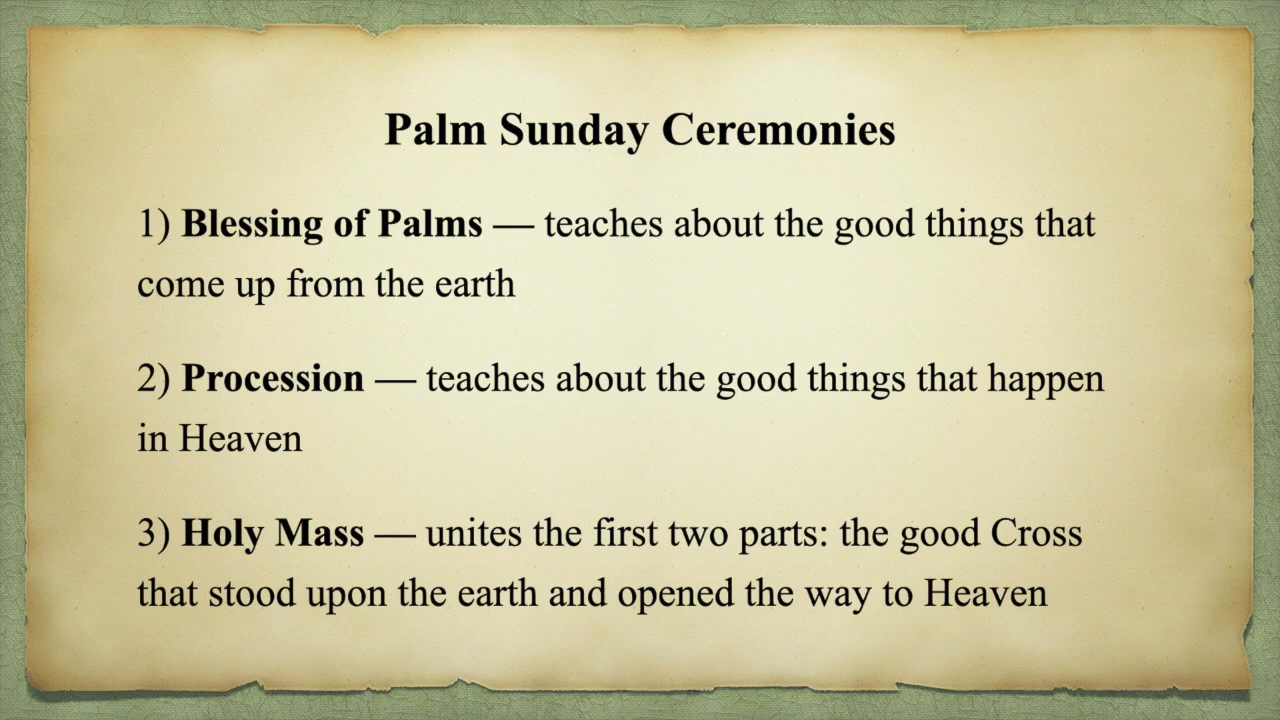 Palm Sunday Ceremonies
1) Blessing of Palms — teaches about the good things that
come up from the earth
2) Procession — teaches about the good things that happen
in Heaven
3) Holy Mass — unites the first two parts: the good Cross
that stood upon the earth and opened the way to Heaven